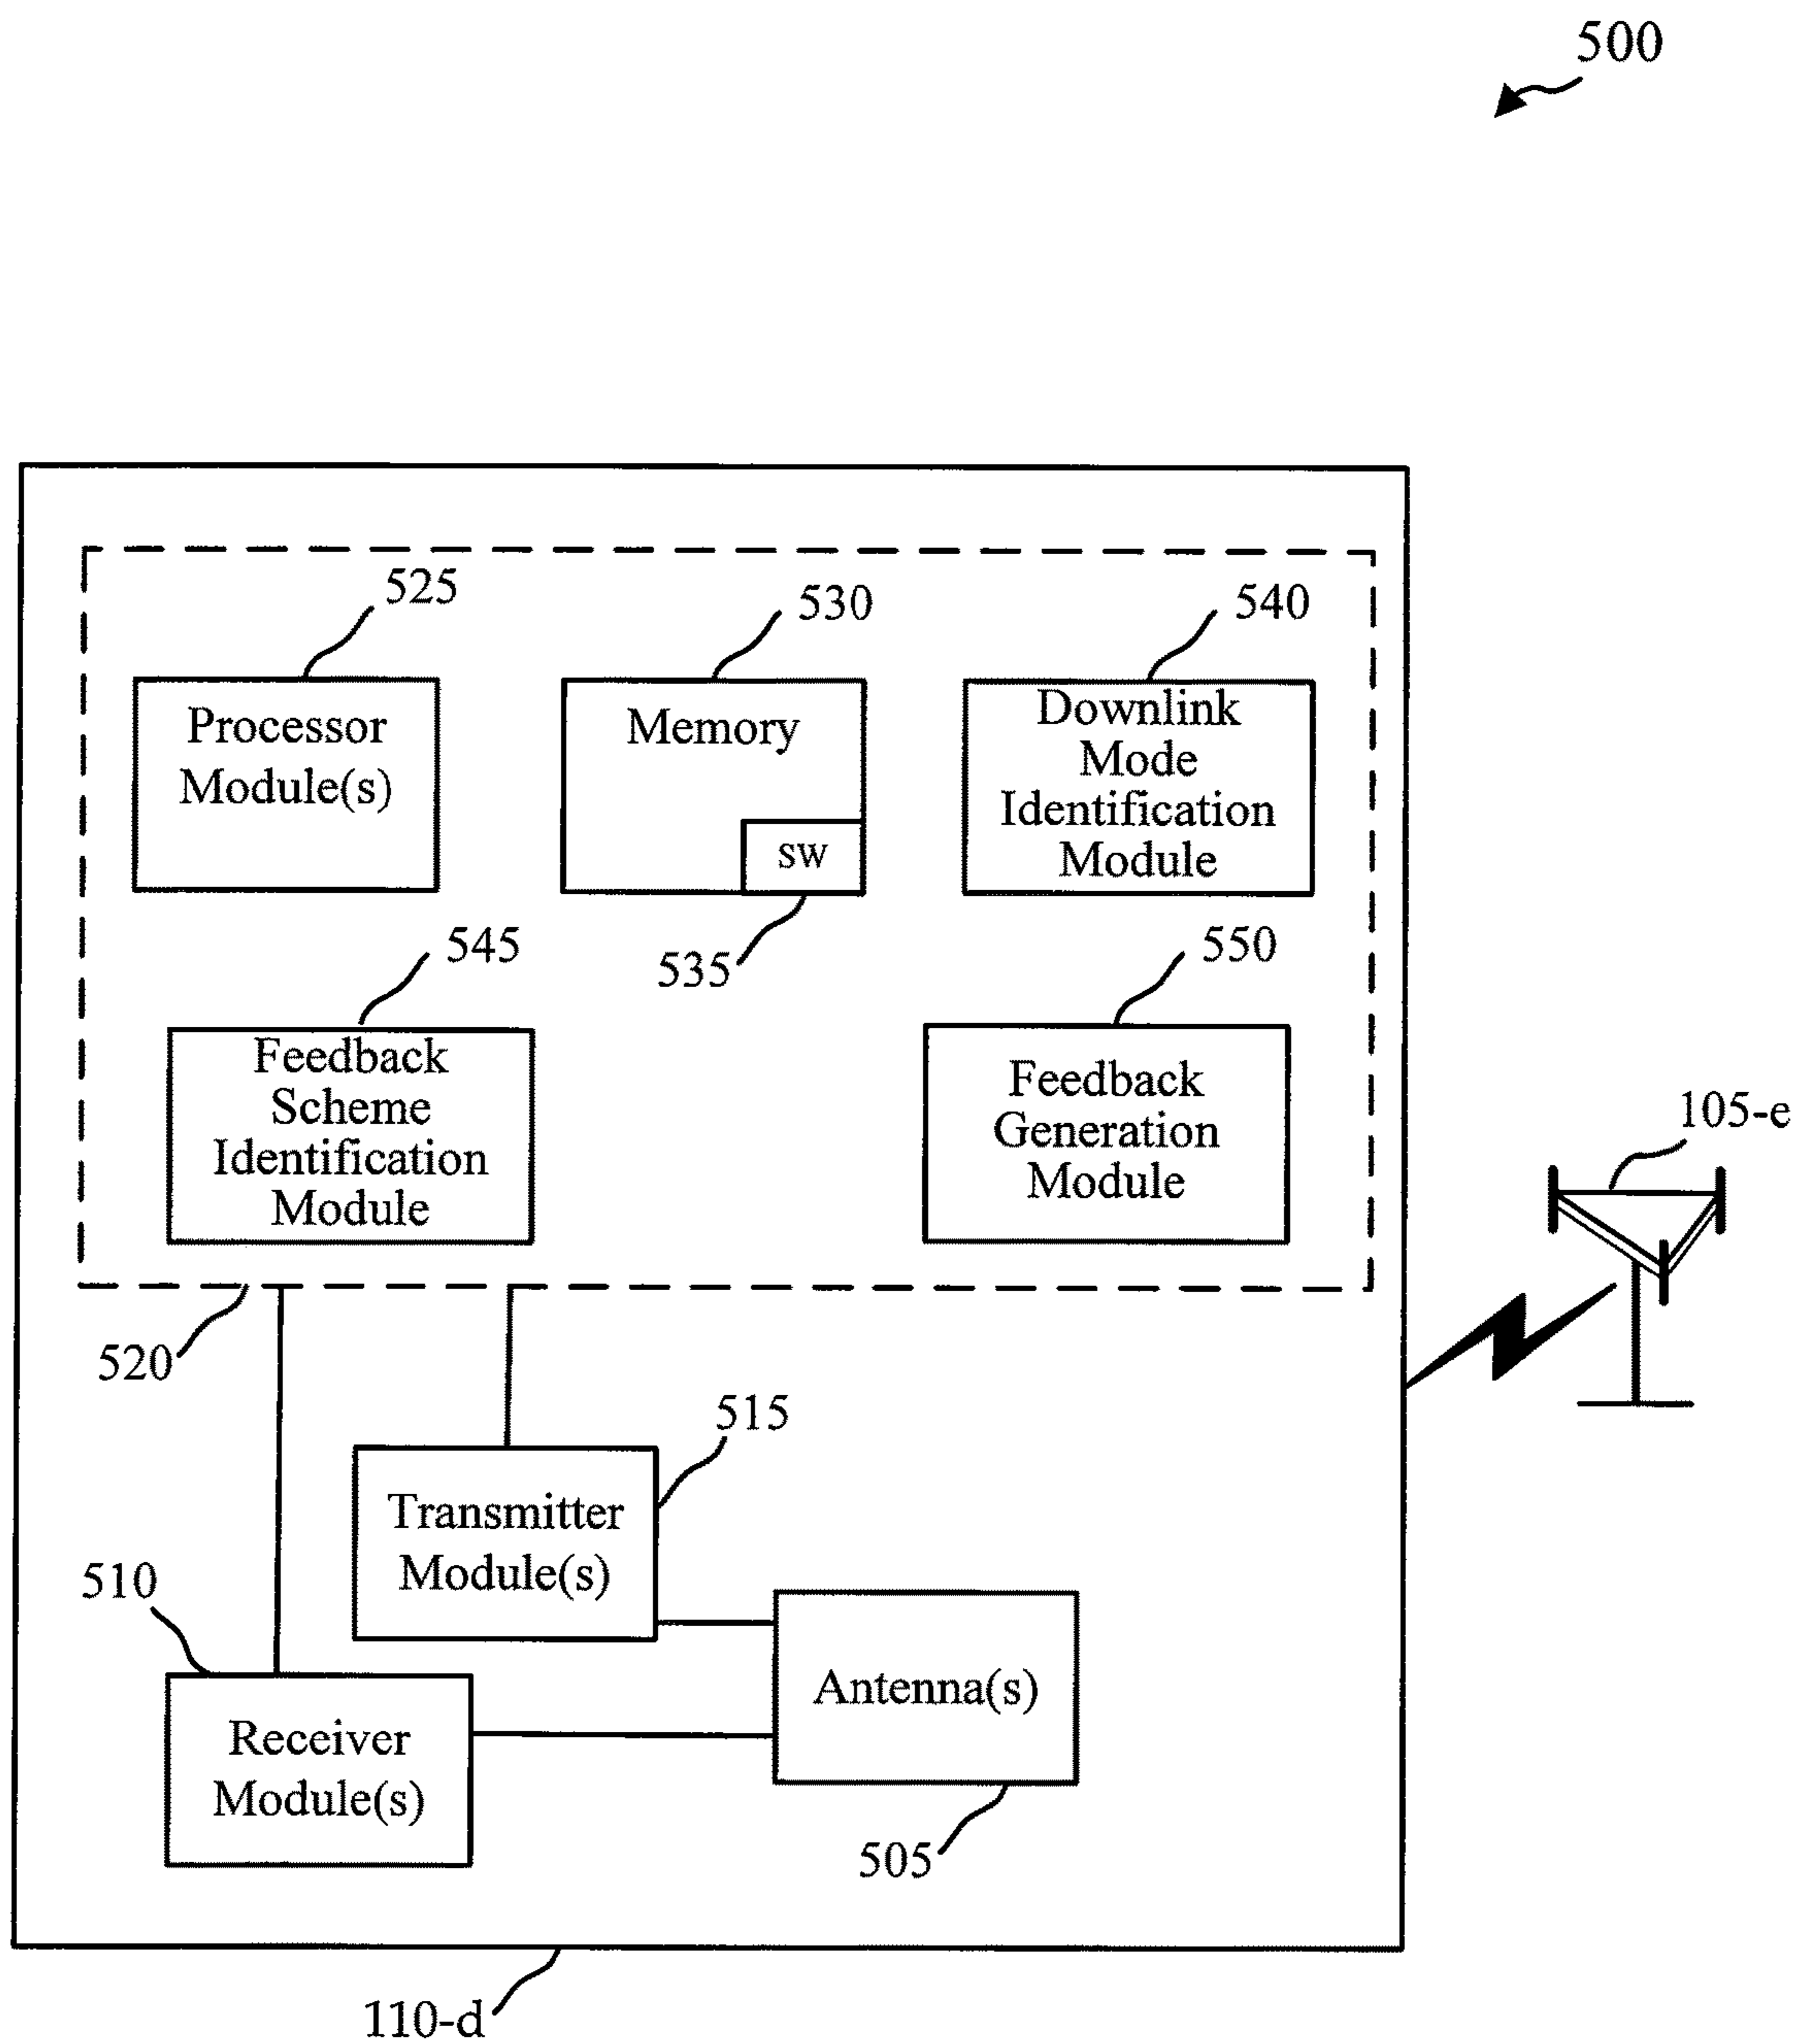 500
525
530
540
Processor
Module(s)
Memory
SW
Downlink
Mode
Identification
Module
545
535
550
Feedback
Scheme
Identification
Module
Feedback
Generation
Module
105-e
520
515
Transmitter
Module(s)
510
Antenna(s)
Receiver
Module(s)
505
110-d